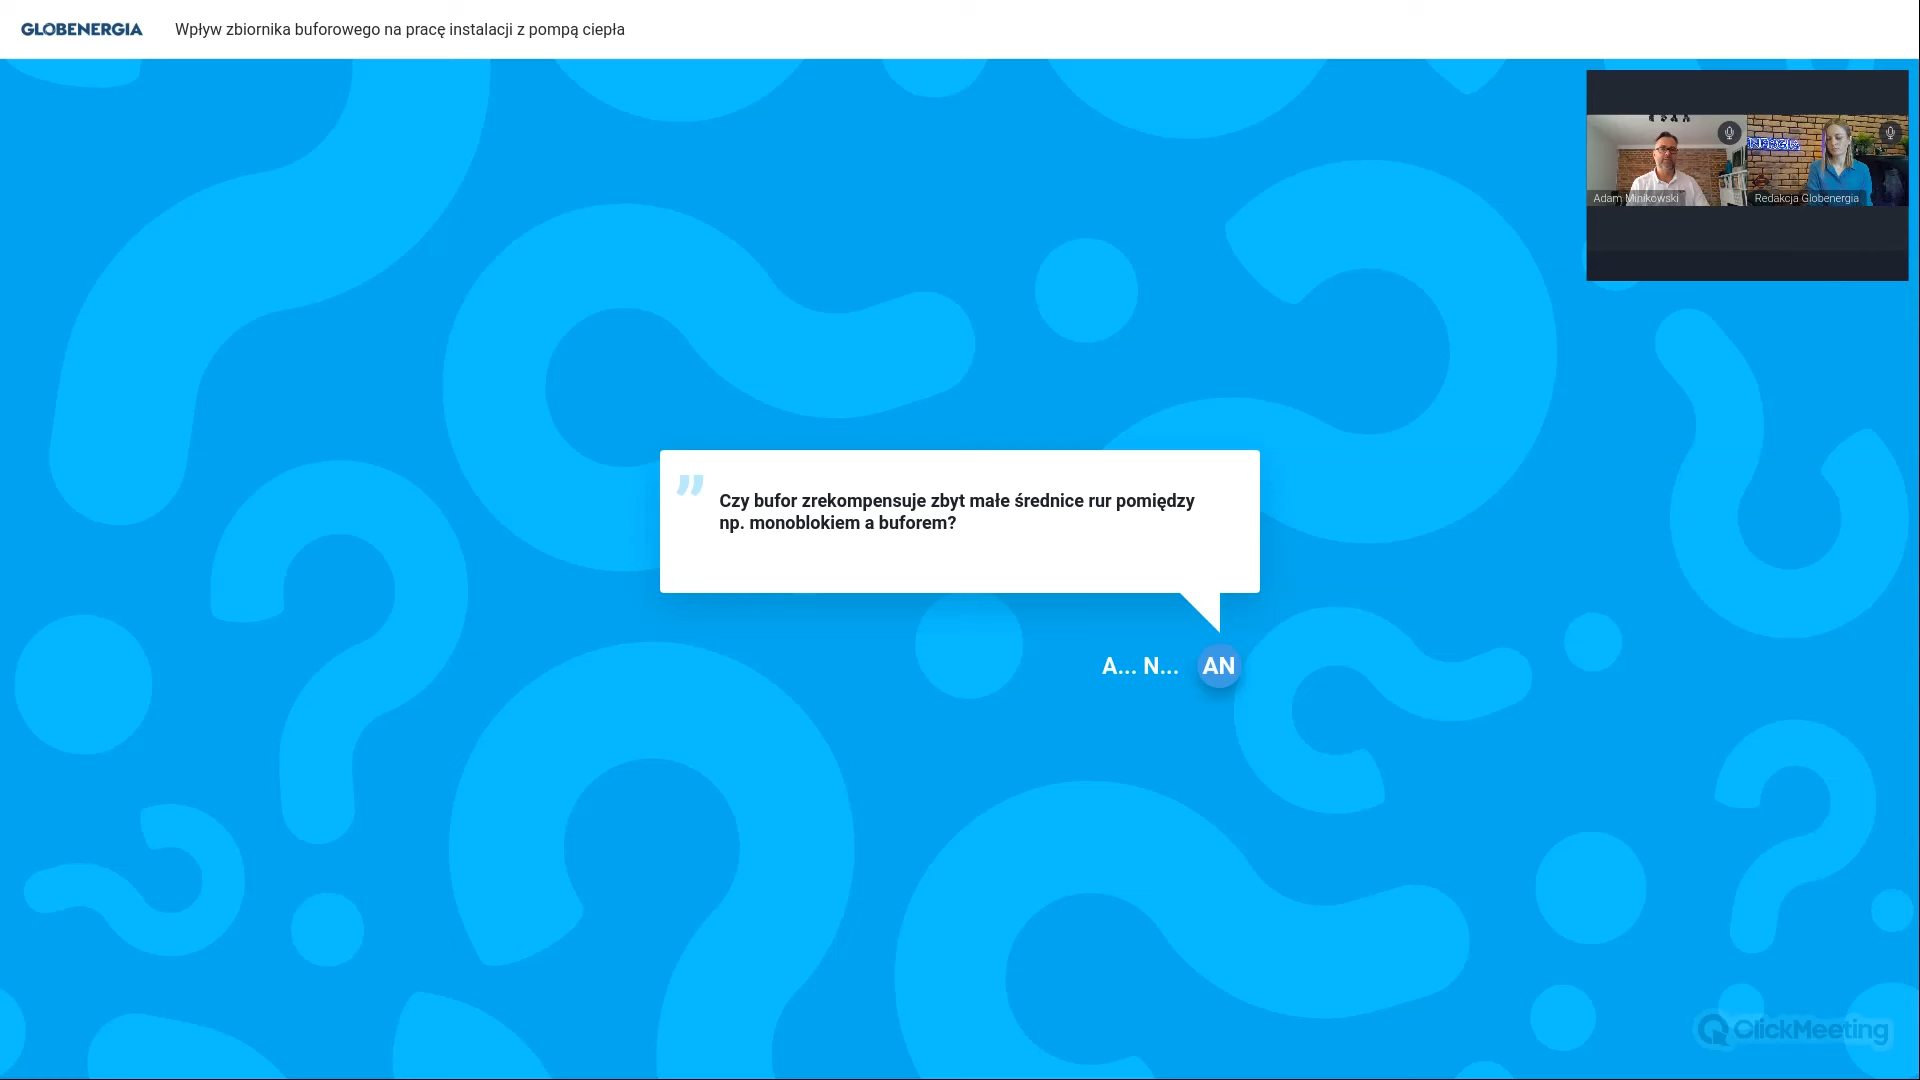 GLOBENERGIA
Wpływ zbiornika buforowego na pracę instalacji z pompą ciepła
Adam Minikowski
Redakcja Globenergia
Czy bufor zrekompensuje zbyt małe średnice rur pomiędzy
np. monoblokiem a buforem?
A... N...
AN
ClickMeeting